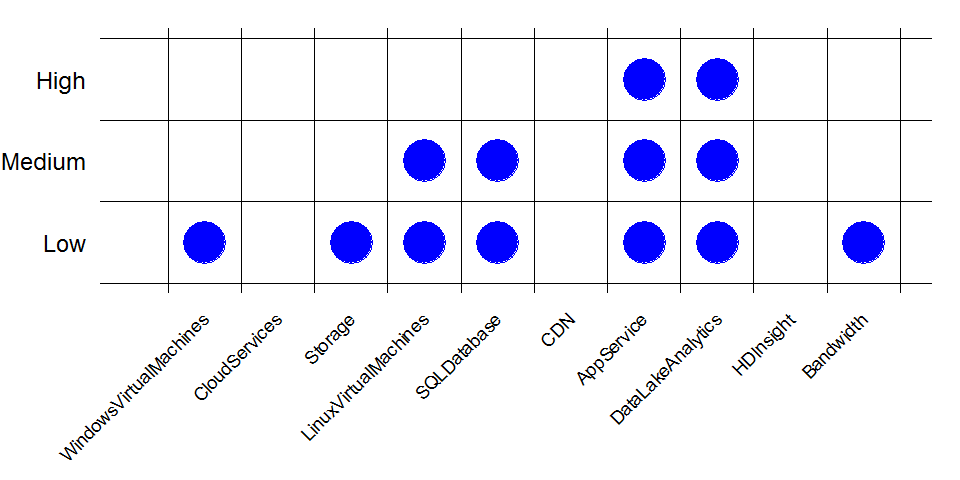 High
Medium
Low
WindowsVirtualMachines
CloudServices
Storage
LinuxVirtualMachines
SQLDatabase
CDN
AppService
DataLakeAnalytics
HDInsight
Bandwidth